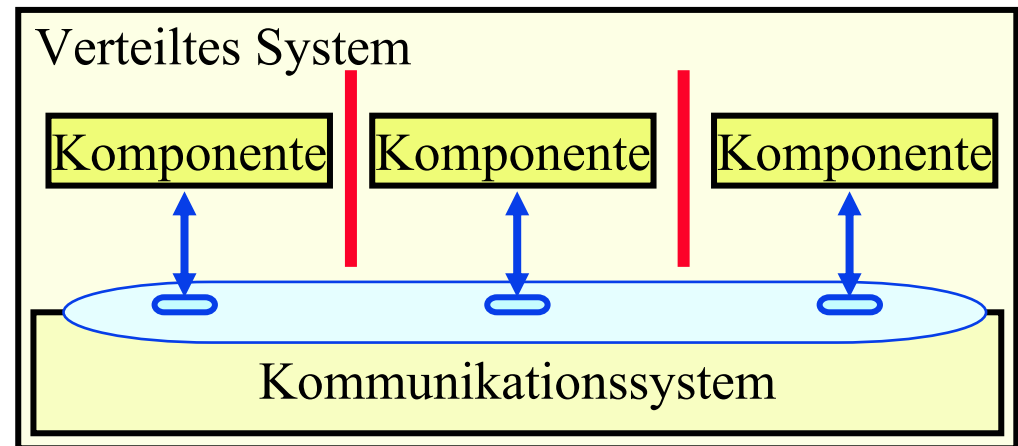 Verteiltes System
Komponente Komponente Komponente
Kommunikationssystem